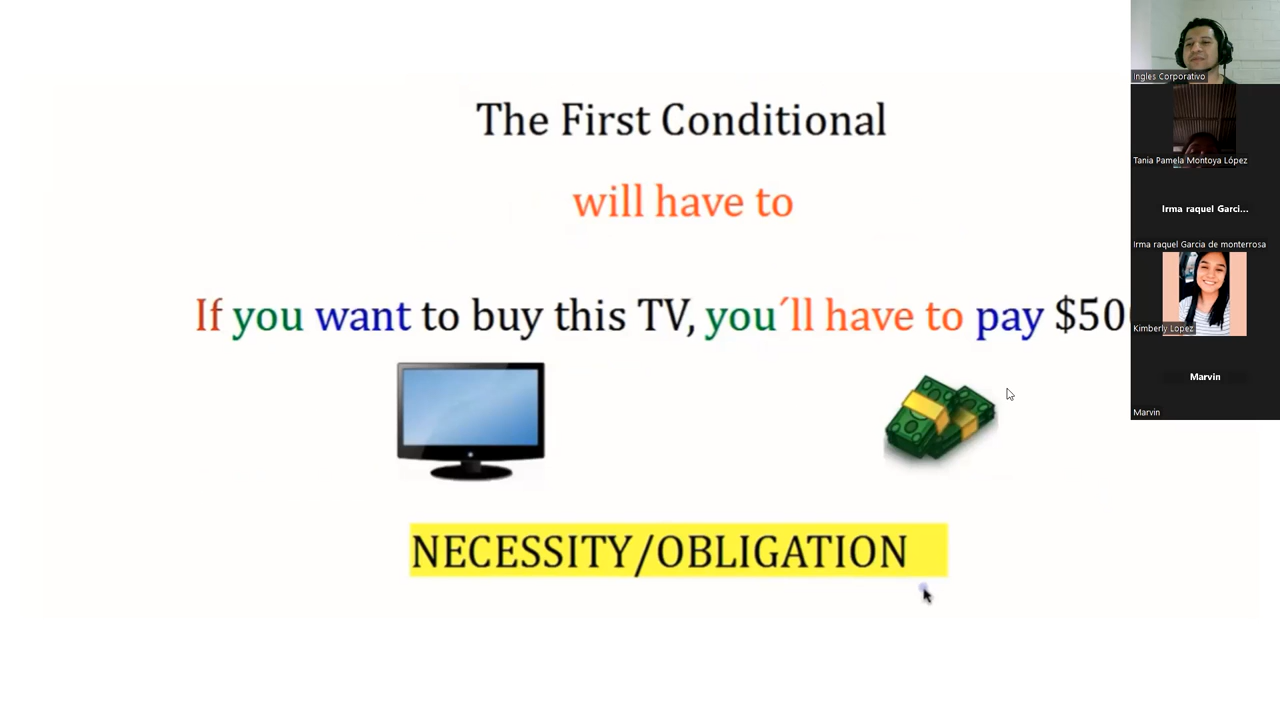 The First Conditional
will have to
If you want to buy this TV, you´ll have to pay $50
NECESSITY/OBLIGATION
Ingles Corporativo
Tania Pamela Montoya López
Irma raquel Garci...
Irma raquel Garcia de monterrosa
Kimberly Lopez
Marvin
Marvin